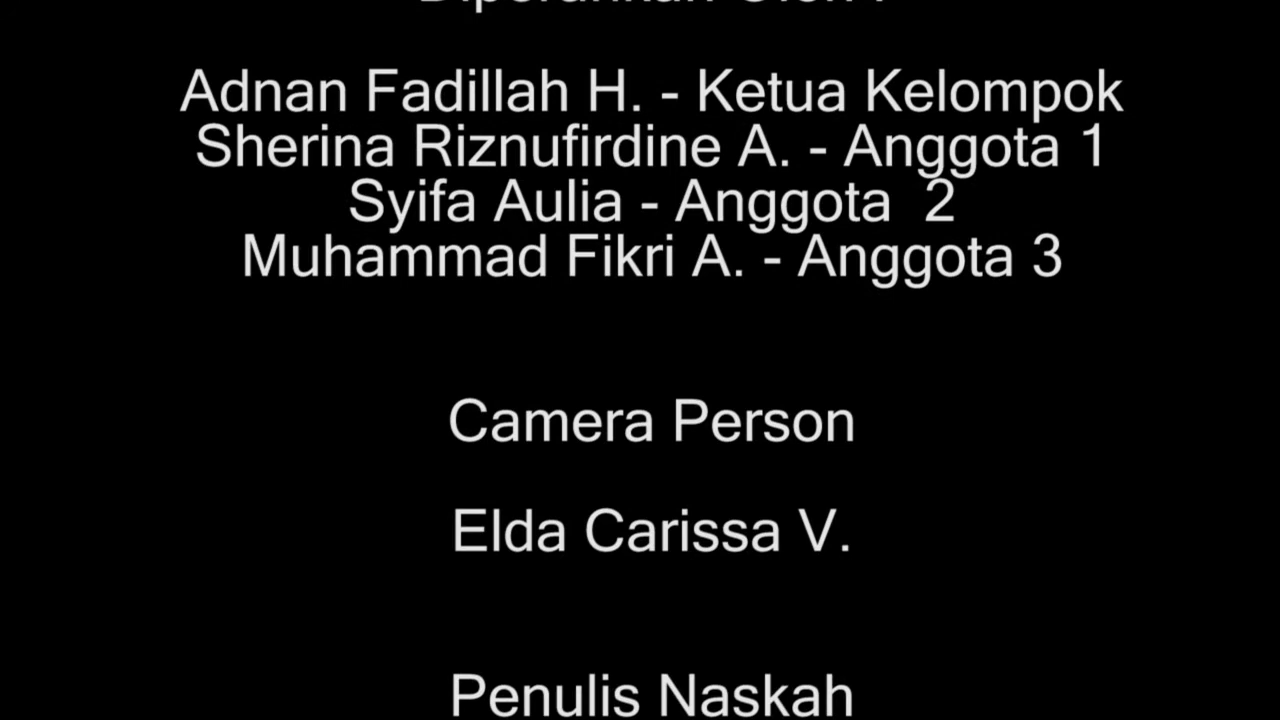 Adnan Fadillah H. - Ketua Kelompok
Sherina Riznufirdine A. - Anggota 1
Syifa Aulia - Anggota 2
Muhammad Fikri A. - Anggota 3
Camera Person
Elda Carissa V.
Penulis Naskah